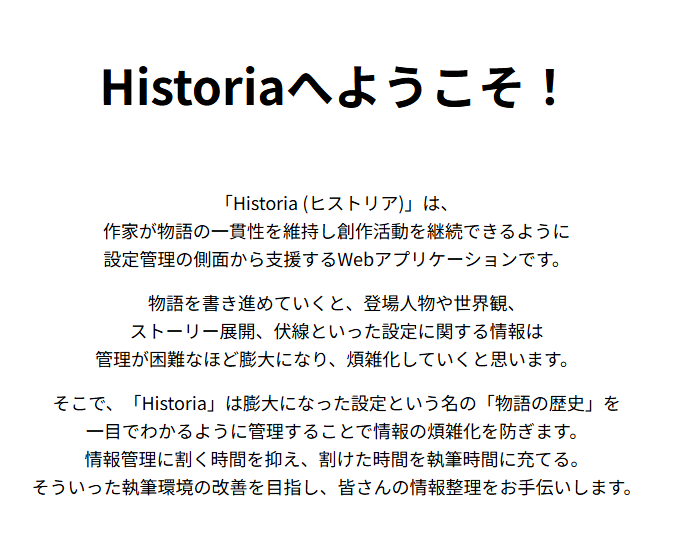 Historiaへようこそ！
「Historia (ヒストリア)」は、
作家が物語の一貫性を維持し創作活動を継続できるように
設定管理の側面から支援するWebアプリケーションです。
物語を書き進めていくと、登場人物や世界観、
ストーリー展開、伏線といった設定に関する情報は
管理が困難なほど膨大になり、煩雑化していくと思います。
そこで、「Historia」は膨大になった設定という名の「物語の歴史」を
一目でわかるように管理することで情報の煩雑化を防ぎます。
情報管理に割く時間を抑え、割けた時間を執筆時間に充てる。
そういった執筆環境の改善を目指し、皆さんの情報整理をお手伝いします。